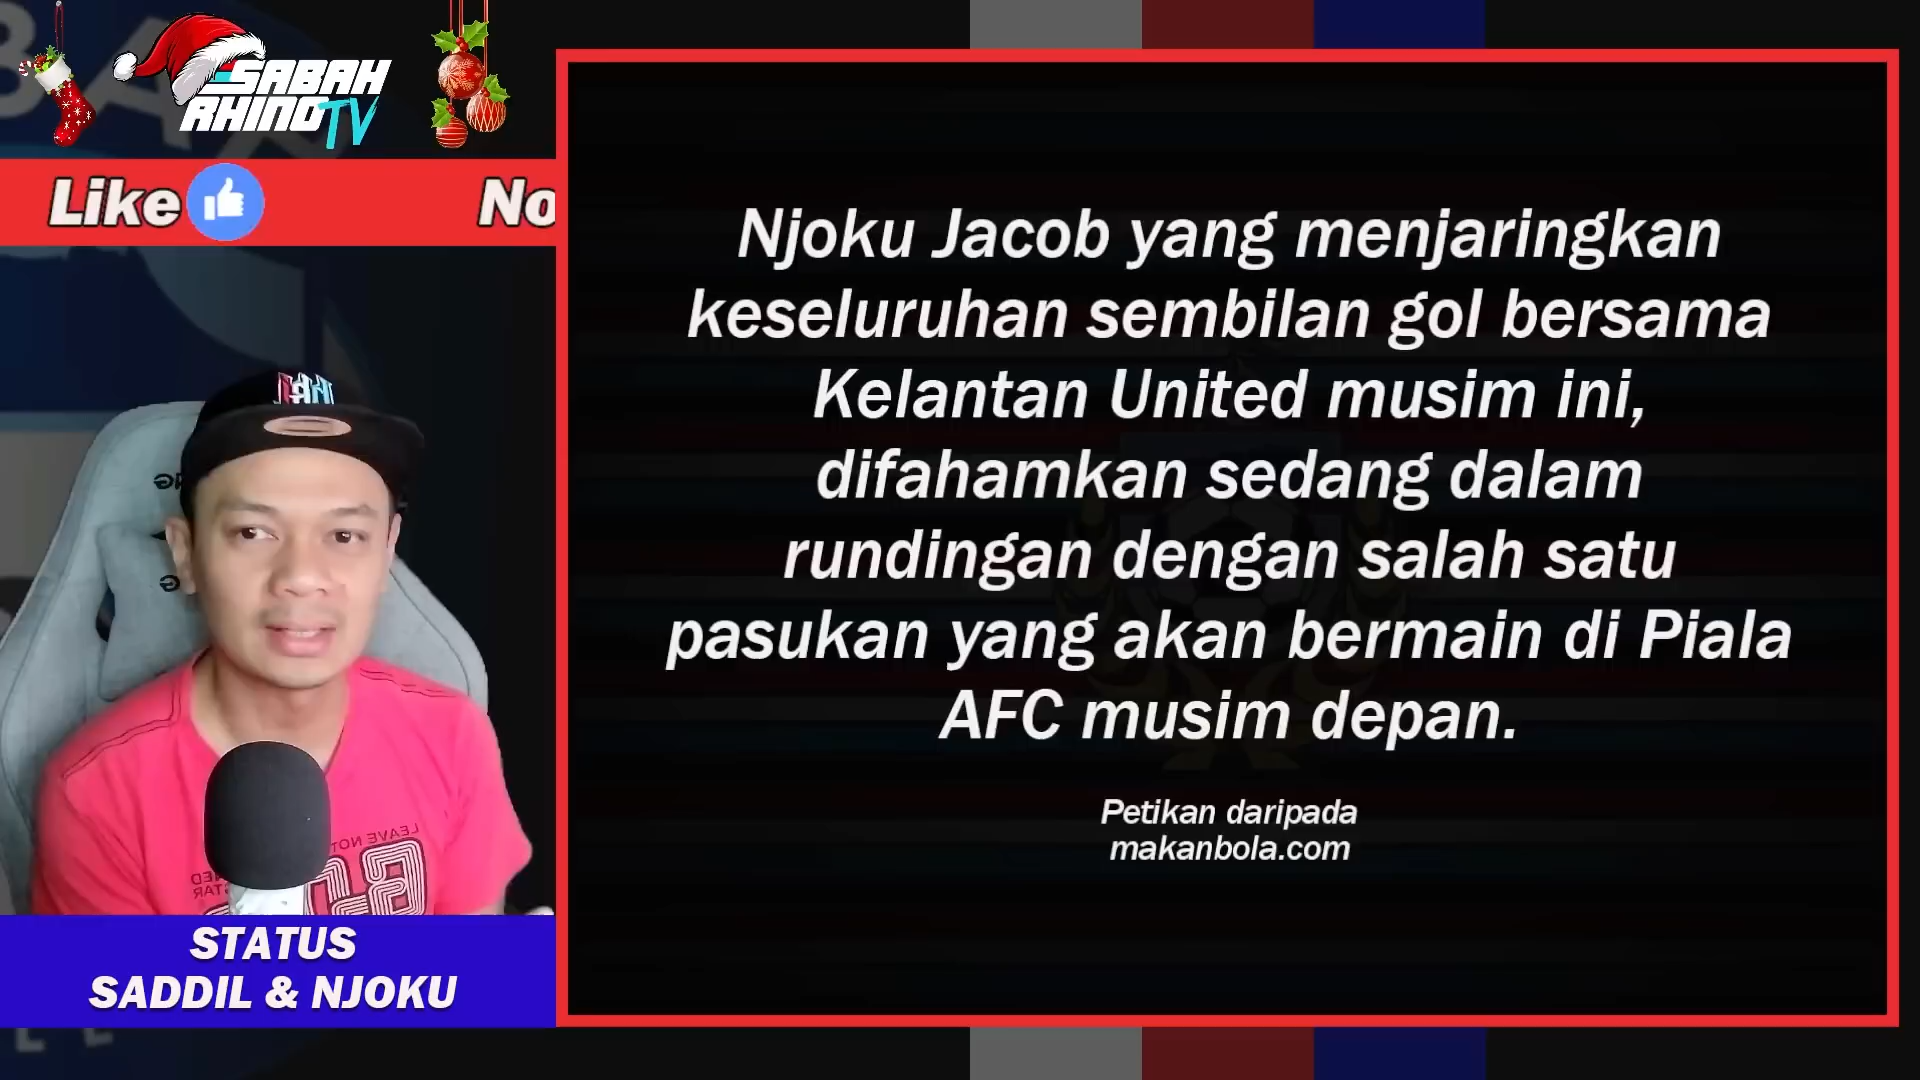 SABAH
RHINO TV
Like
No
Njoku Jacob yang menjaringkan
keseluruhan sembilan gol bersama
Kelantan United musim ini,
difahamkan sedang dalam
rundingan dengan salah satu
pasukan yang akan bermain di Piala
AFC musim depan.
Petikan daripada
makanbola.com
LEAVE NOT
STATUS
SADDIL & NJOKU